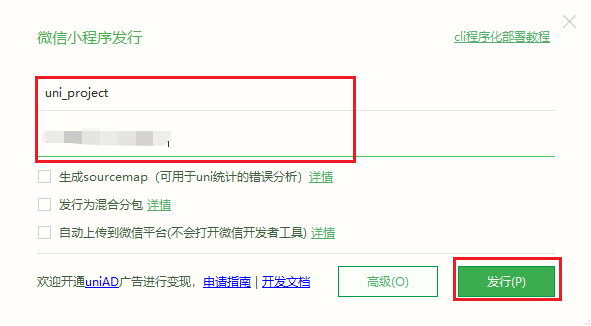 微信小程序发行 cli程序化部署教程
uni_project
生成sourcemap（可用于uni统计的错误分析）详情
发行为混合分包 详情
自动上传到微信平台(不会打开微信开发者工具) 详情
欢迎开通uniAD广告进行变现，申请指南 | 开发文档 高级(O) 发行(P)